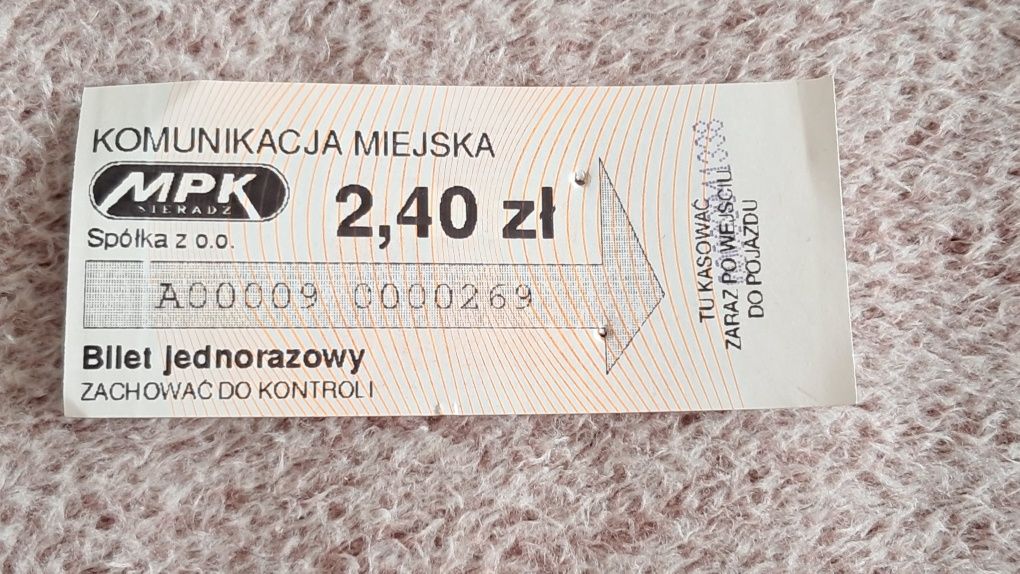 KOMUNIKACJA MIEJSKA
MPK
SIERADZ
2,40 zł
Spółka z o.o.
A00009 0000269
Bilet jednorazowy
ZACHOWAĆ DO KONTROLI
TU KASOWAĆ
ZARAZ PO WEJŚCIU
DO POJAZDU